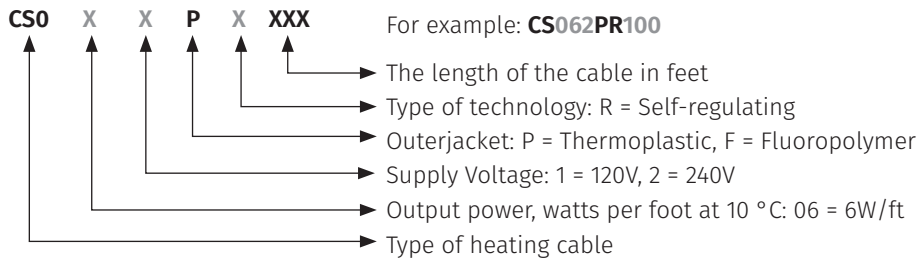 CS0 X X P X XXX For example: CS062PR100
The length of the cable in feet
Type of technology: R = Self-regulating
Outerjacket: P = Thermoplastic, F = Fluoropolymer
Supply Voltage: 1 = 120V, 2 = 240V
Output power, watts per foot at 10 °C: 06 = 6W/ft
Type of heating cable